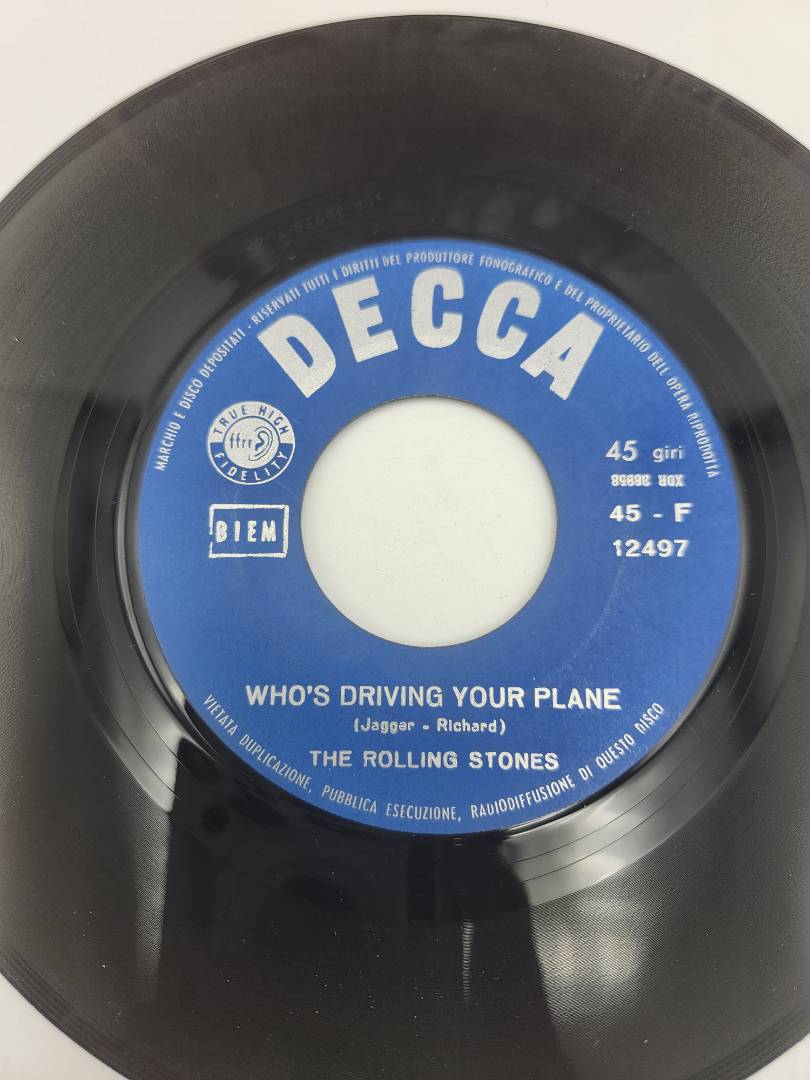 MARCHIO E DISCO DEPOSITATI - RISERVATI TUTTI I DIRITTI DEL PRODUTTORE FONOGRAFICO E DEL PROPRIETARIO DELL'OPERA RIPRODOTTA
DECCA
TRUE HIGH
ffrr
FIDELITY
45 giri
XDR 38958
BIEM
45 - F
12497
WHO'S DRIVING YOUR PLANE
(Jagger - Richard)
THE ROLLING STONES
VIETATA DUPLICAZIONE, PUBBLICA ESECUZIONE, RADIODIFFUSIONE DI QUESTO DISCO